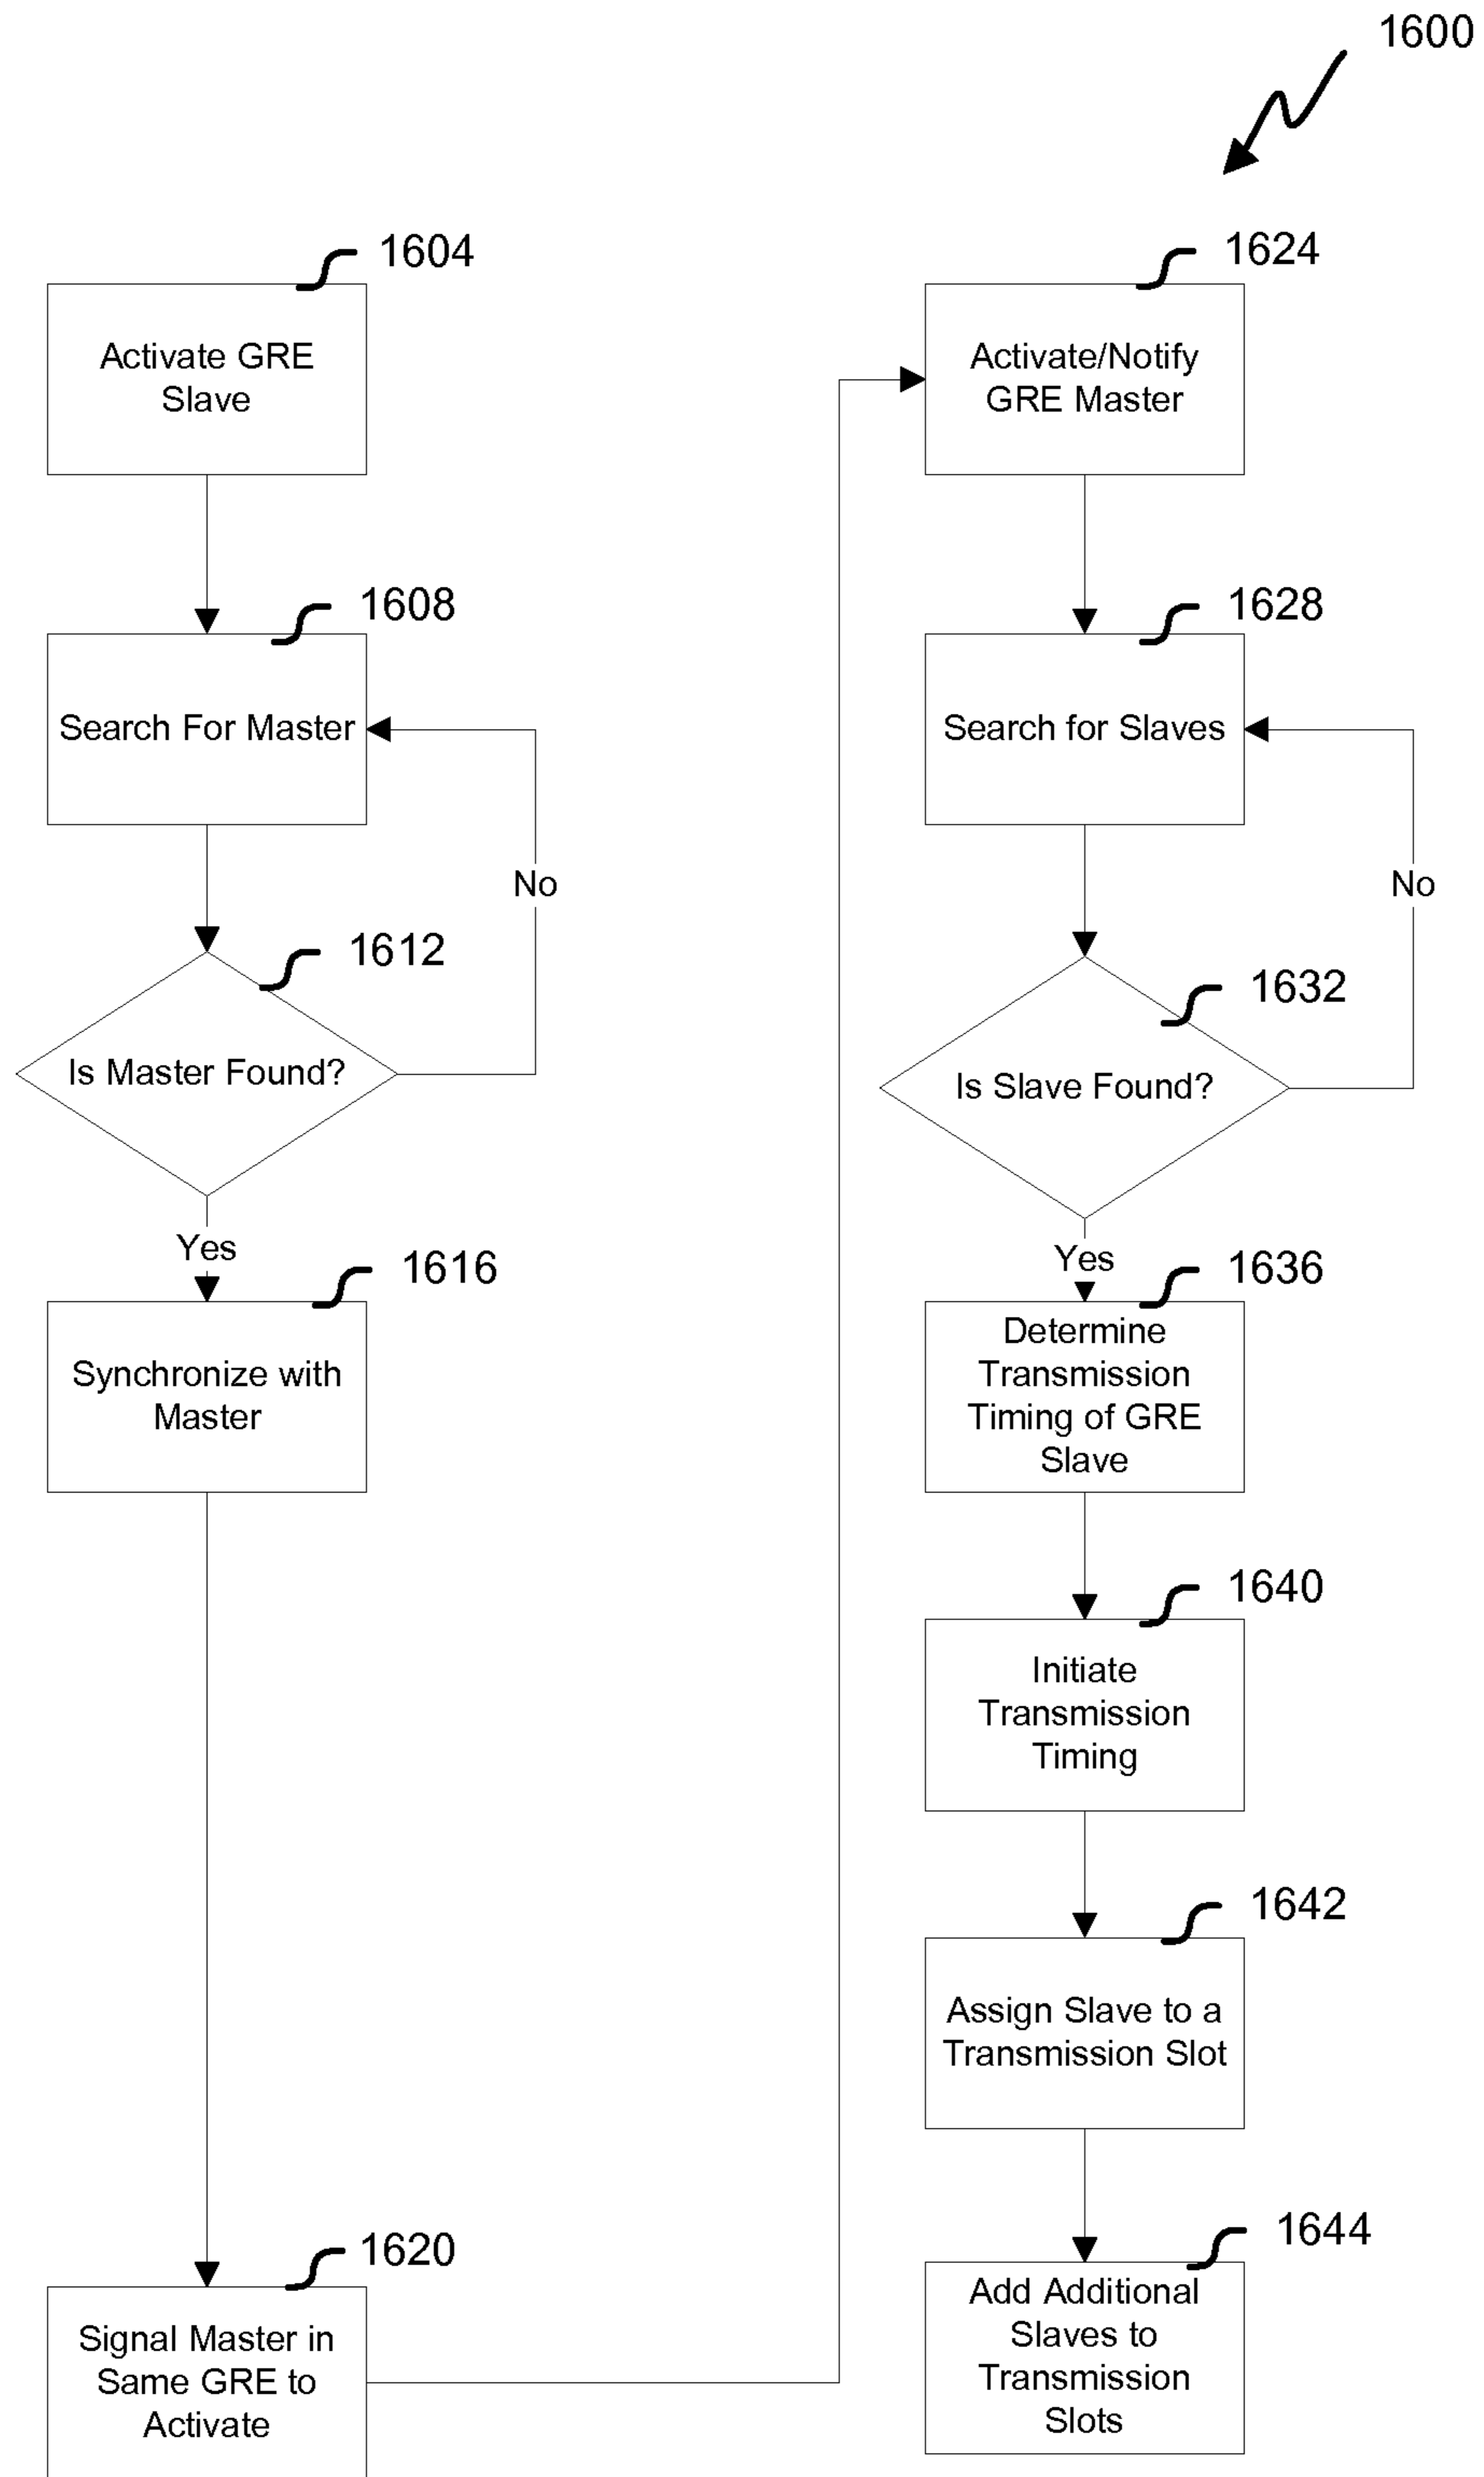 1600
1604
Activate GRE
Slave
1608
Search For Master
No
1612
Is Master Found?
Yes
1616
Synchronize with
Master
1620
Signal Master in
Same GRE to
Activate
1624
Activate/Notify
GRE Master
1628
Search for Slaves
No
1632
Is Slave Found?
Yes
1636
Determine
Transmission
Timing of GRE
Slave
1640
Initiate
Transmission
Timing
1642
Assign Slave to a
Transmission Slot
1644
Add Additional
Slaves to
Transmission
Slots